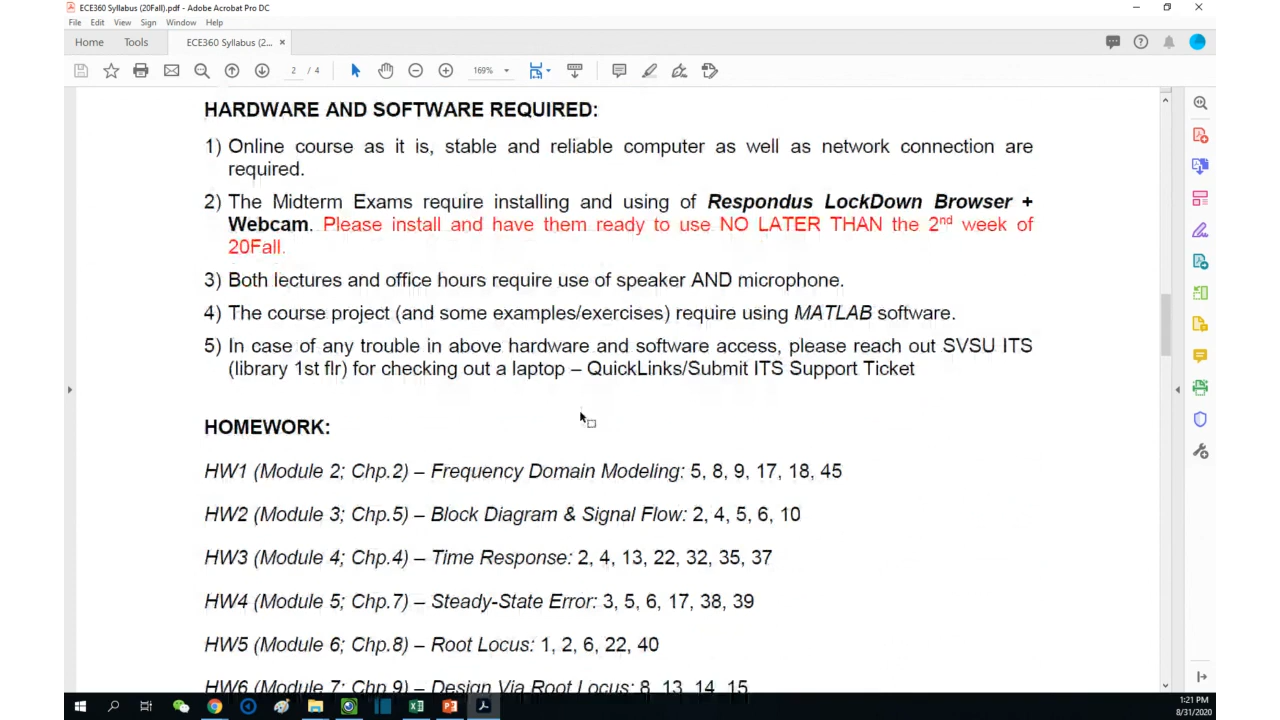 ECE360 Syllabus (20Fall).pdf - Adobe Acrobat Pro DC
File Edit View Sign Window Help
Home Tools ECE360 Syllabus (2... ×
2 / 4 169%
HARDWARE AND SOFTWARE REQUIRED:
1) Online course as it is, stable and reliable computer as well as network connection are
required.
2) The Midterm Exams require installing and using of Respondus LockDown Browser +
Webcam. Please install and have them ready to use NO LATER THAN the 2nd week of
20Fall.
3) Both lectures and office hours require use of speaker AND microphone.
4) The course project (and some examples/exercises) require using MATLAB software.
5) In case of any trouble in above hardware and software access, please reach out SVSU ITS
(library 1st flr) for checking out a laptop – QuickLinks/Submit ITS Support Ticket
HOMEWORK:
HW1 (Module 2; Chp.2) – Frequency Domain Modeling: 5, 8, 9, 17, 18, 45
HW2 (Module 3; Chp.5) – Block Diagram & Signal Flow: 2, 4, 5, 6, 10
HW3 (Module 4; Chp.4) – Time Response: 2, 4, 13, 22, 32, 35, 37
HW4 (Module 5; Chp.7) – Steady-State Error: 3, 5, 6, 17, 38, 39
HW5 (Module 6; Chp.8) – Root Locus: 1, 2, 6, 22, 40
HW6 (Module 7; Chp.9) – Design Via Root Locus: 8, 13, 14, 15
1:21 PM
8/31/2020